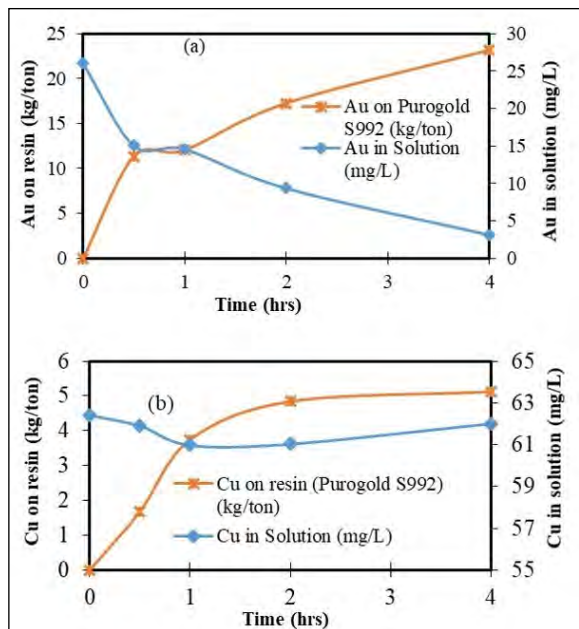 (a)
25
20
15
10
5
0
Au on resin (kg/ton)
30
25
20
15
10
5
0
Au in solution (mg/L)
Au on Purogold
S992 (kg/ton)
Au in Solution
(mg/L)
0 1 2 3 4
Time (hrs)
(b)
6
5
4
3
2
1
0
Cu on resin (kg/ton)
65
63
61
59
57
55
Cu in solution (mg/L)
Cu on resin (Purogold S992)
(kg/ton)
Cu in Solution (mg/L)
0 1 2 3 4
Time (hrs)